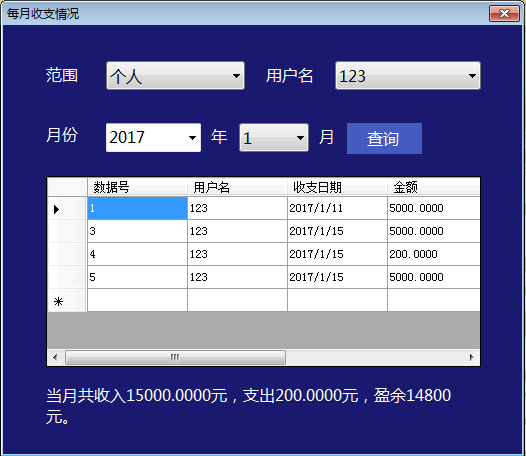 每月收支情况
范围 个人 用户名 123
月份 2017 年 1 月 查询
数据号 用户名 收支日期 金额
1 123 2017/1/11 5000.0000
3 123 2017/1/15 5000.0000
4 123 2017/1/15 200.0000
5 123 2017/1/15 5000.0000
当月共收入15000.0000元，支出200.0000元，盈余14800
元。